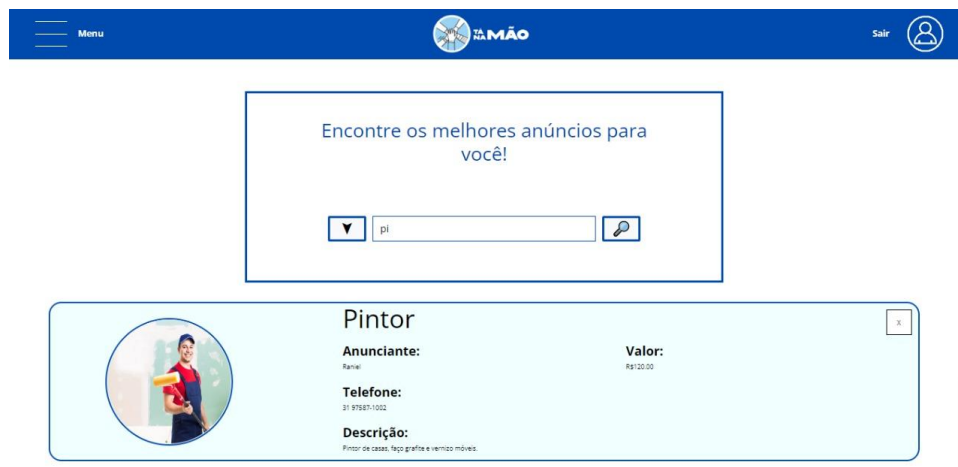 Menu
TÁ NA MÃO
Sair
Encontre os melhores anúncios para
você!
pi
Pintor
x
Anunciante:
Raniel
Valor:
R$120.00
Telefone:
31 97587-1002
Descrição:
Pintor de casas, faço grafite e vernizo móveis.